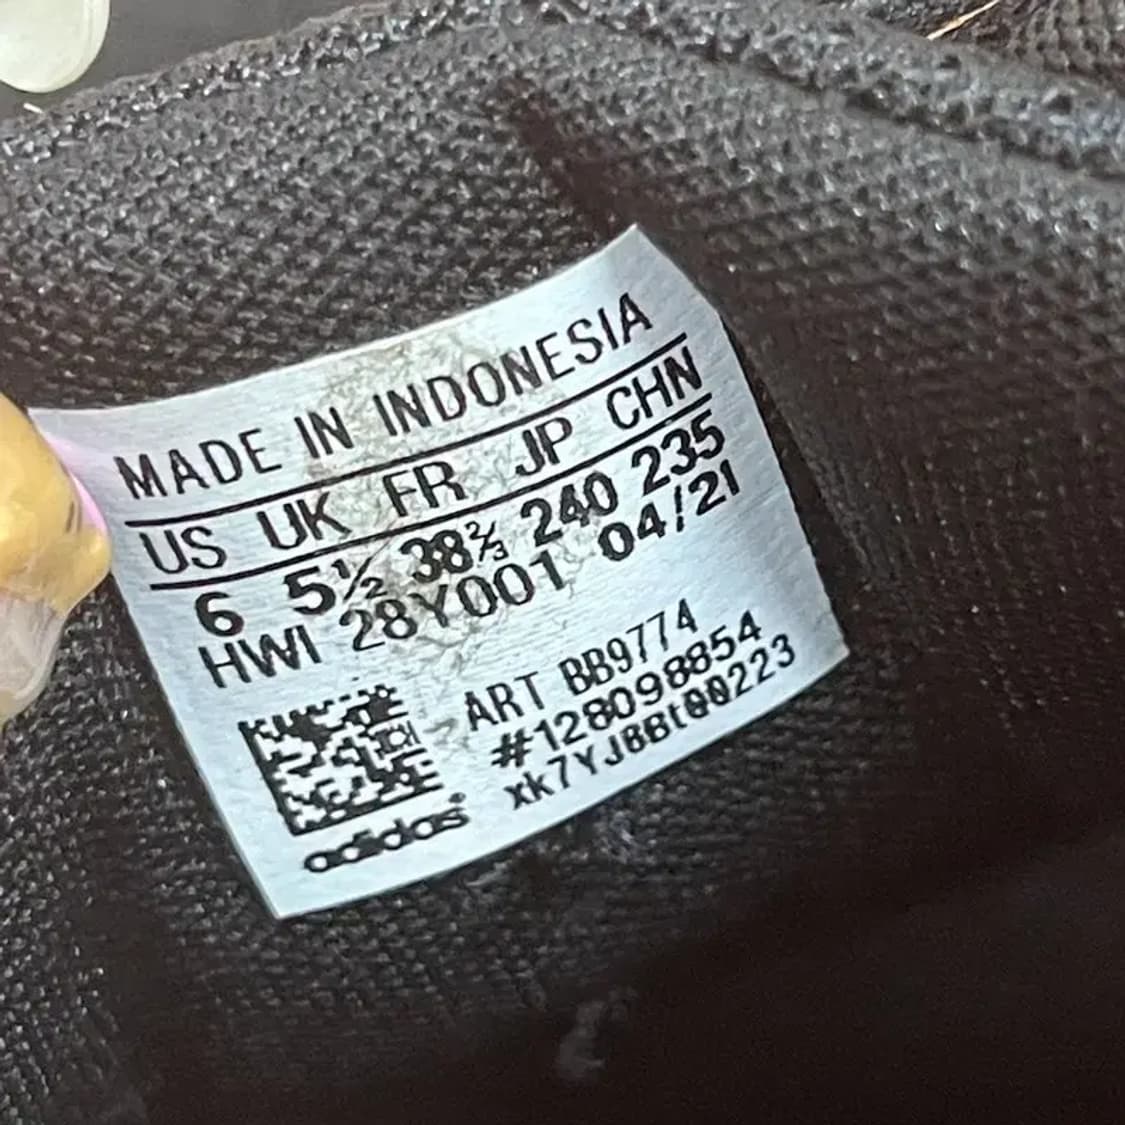 MADE IN INDONESIA
US UK FR JP CHN
6 5½ 38⅔ 240 235
HWI 28Y001 04/21
ART BB9774
#128098854
xk7YJ8Bt00223
adidas®